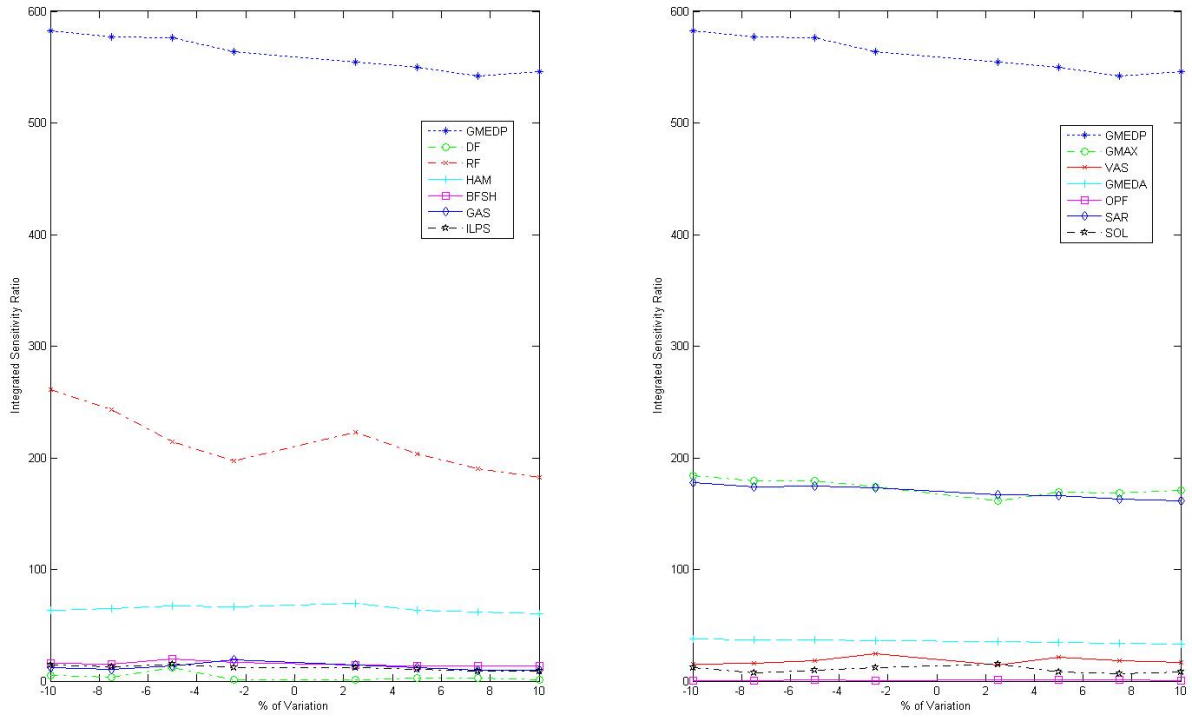 600
500
400
300
200
100
0
Integrated Sensitivity Ratio
-10
-8
-6
-4
-2
0
2
4
6
8
10
% of Variation
GMEDP
DF
RF
HAM
BFSH
GAS
ILPS
600
500
400
300
200
100
0
Integrated Sensitivity Ratio
-10
-8
-6
-4
-2
0
2
4
6
8
10
% of Variation
GMEDP
GMAX
VAS
GMEDA
OPF
SAR
SOL